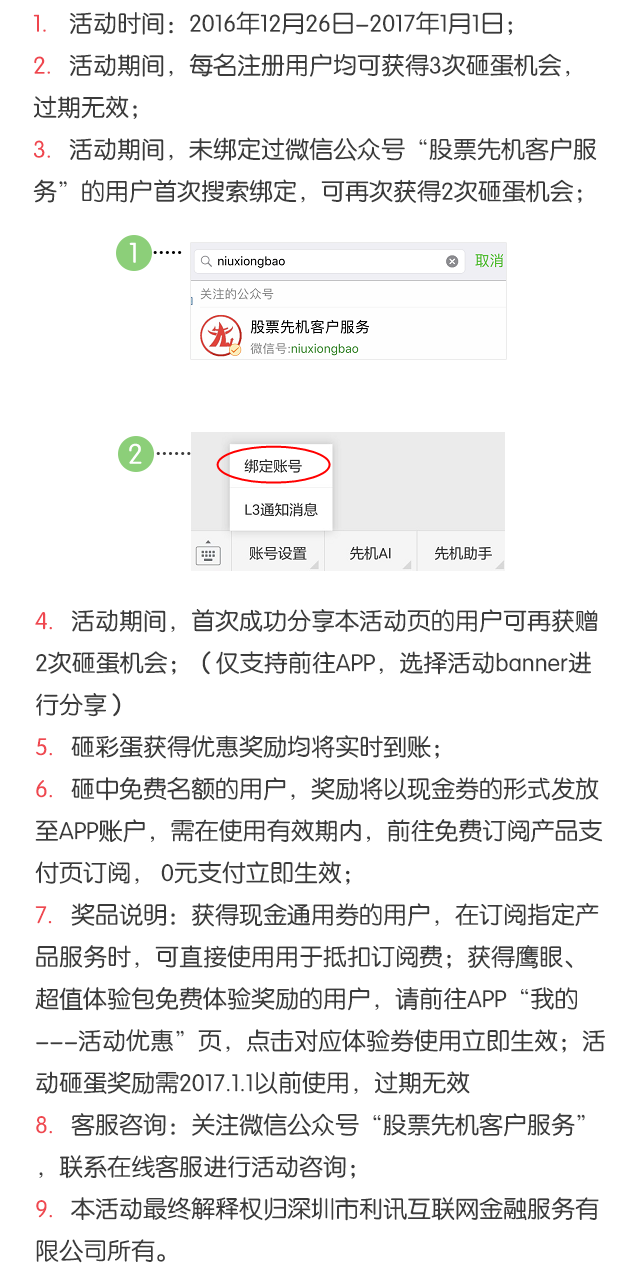 1. 活动时间：2016年12月26日-2017年1月1日；
2. 活动期间，每名注册用户均可获得3次砸蛋机会，
过期无效；
3. 活动期间，未绑定过微信公众号“股票先机客户服
务”的用户首次搜索绑定，可再次获得2次砸蛋机会；
1
niuxiongbao
取消
关注的公众号
股票先机客户服务
微信号:niuxiongbao
2
绑定账号
L3通知消息
账号设置
先机AI
先机助手
4. 活动期间，首次成功分享本活动页的用户可再获赠
2次砸蛋机会；（仅支持前往APP，选择活动banner进
行分享）
5. 砸彩蛋获得优惠奖励均将实时到账；
6. 砸中免费名额的用户，奖励将以现金券的形式发放
至APP账户，需在使用有效期内，前往免费订阅产品支
付页订阅， 0元支付立即生效；
7. 奖品说明：获得现金通用券的用户，在订阅指定产
品服务时，可直接使用用于抵扣订阅费；获得鹰眼、
超值体验包免费体验奖励的用户，请前往APP“我的
---活动优惠”页，点击对应体验券使用立即生效；活
动砸蛋奖励需2017.1.1以前使用，过期无效
8. 客服咨询：关注微信公众号“股票先机客户服务”
，联系在线客服进行活动咨询；
9. 本活动最终解释权归深圳市利讯互联网金融服务有
限公司所有。